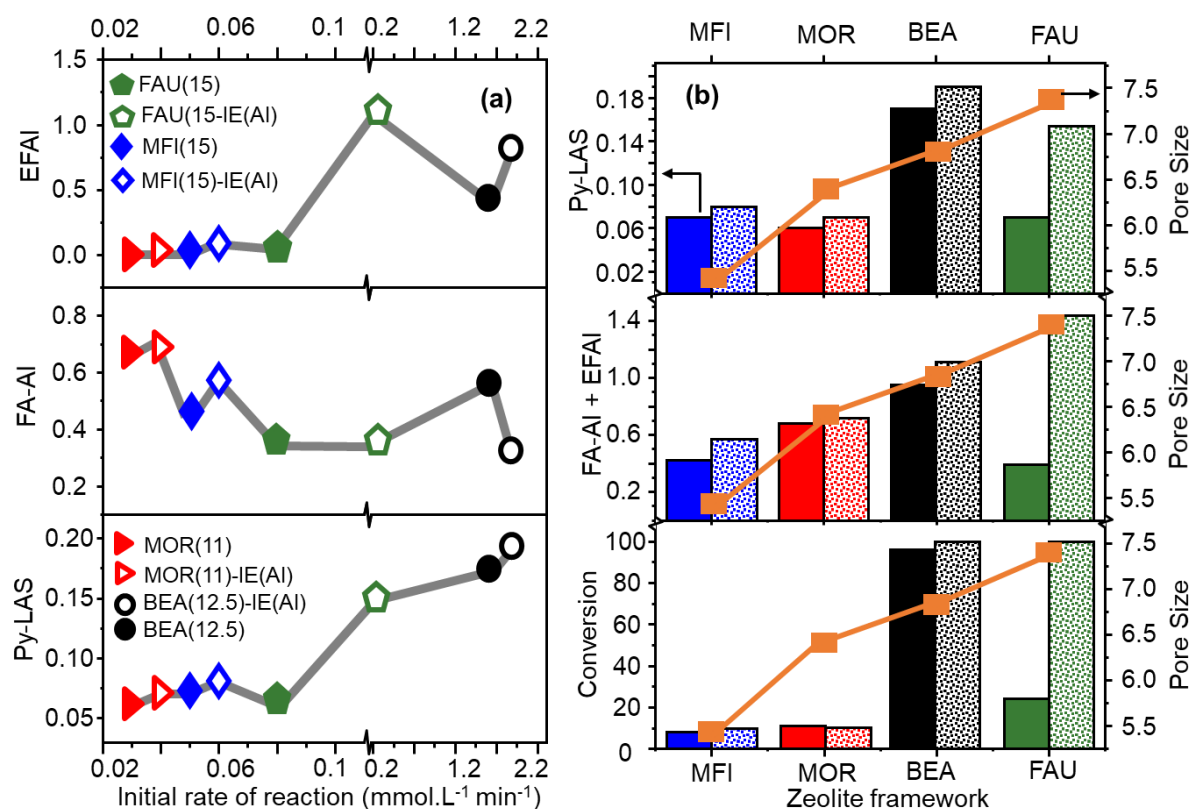 0.02 0.06 0.1 0.2 1.2 2.2
EFAl
1.5
1.0
0.5
0.0
(a)
FAU(15)
FAU(15-IE(Al)
MFI(15)
MFI(15)-IE(Al)
FA-Al
0.8
0.6
0.4
0.2
Py-LAS
0.20
0.15
0.10
0.05
MOR(11)
MOR(11)-IE(Al)
BEA(12.5)-IE(Al)
BEA(12.5)
0.02 0.06 0.1 0.2 1.2 2.2
Initial rate of reaction (mmol.L⁻¹ min⁻¹)
MFI MOR BEA FAU
(b)
Py-LAS
0.18
0.14
0.10
0.06
0.02
7.5
7.0
6.5
6.0
5.5
Pore Size
FA-Al + EFAl
1.4
1.0
0.6
0.2
7.5
7.0
6.5
6.0
5.5
Pore Size
Conversion
100
80
60
40
20
0
7.5
7.0
6.5
6.0
5.5
Pore Size
MFI MOR BEA FAU
Zeolite framework